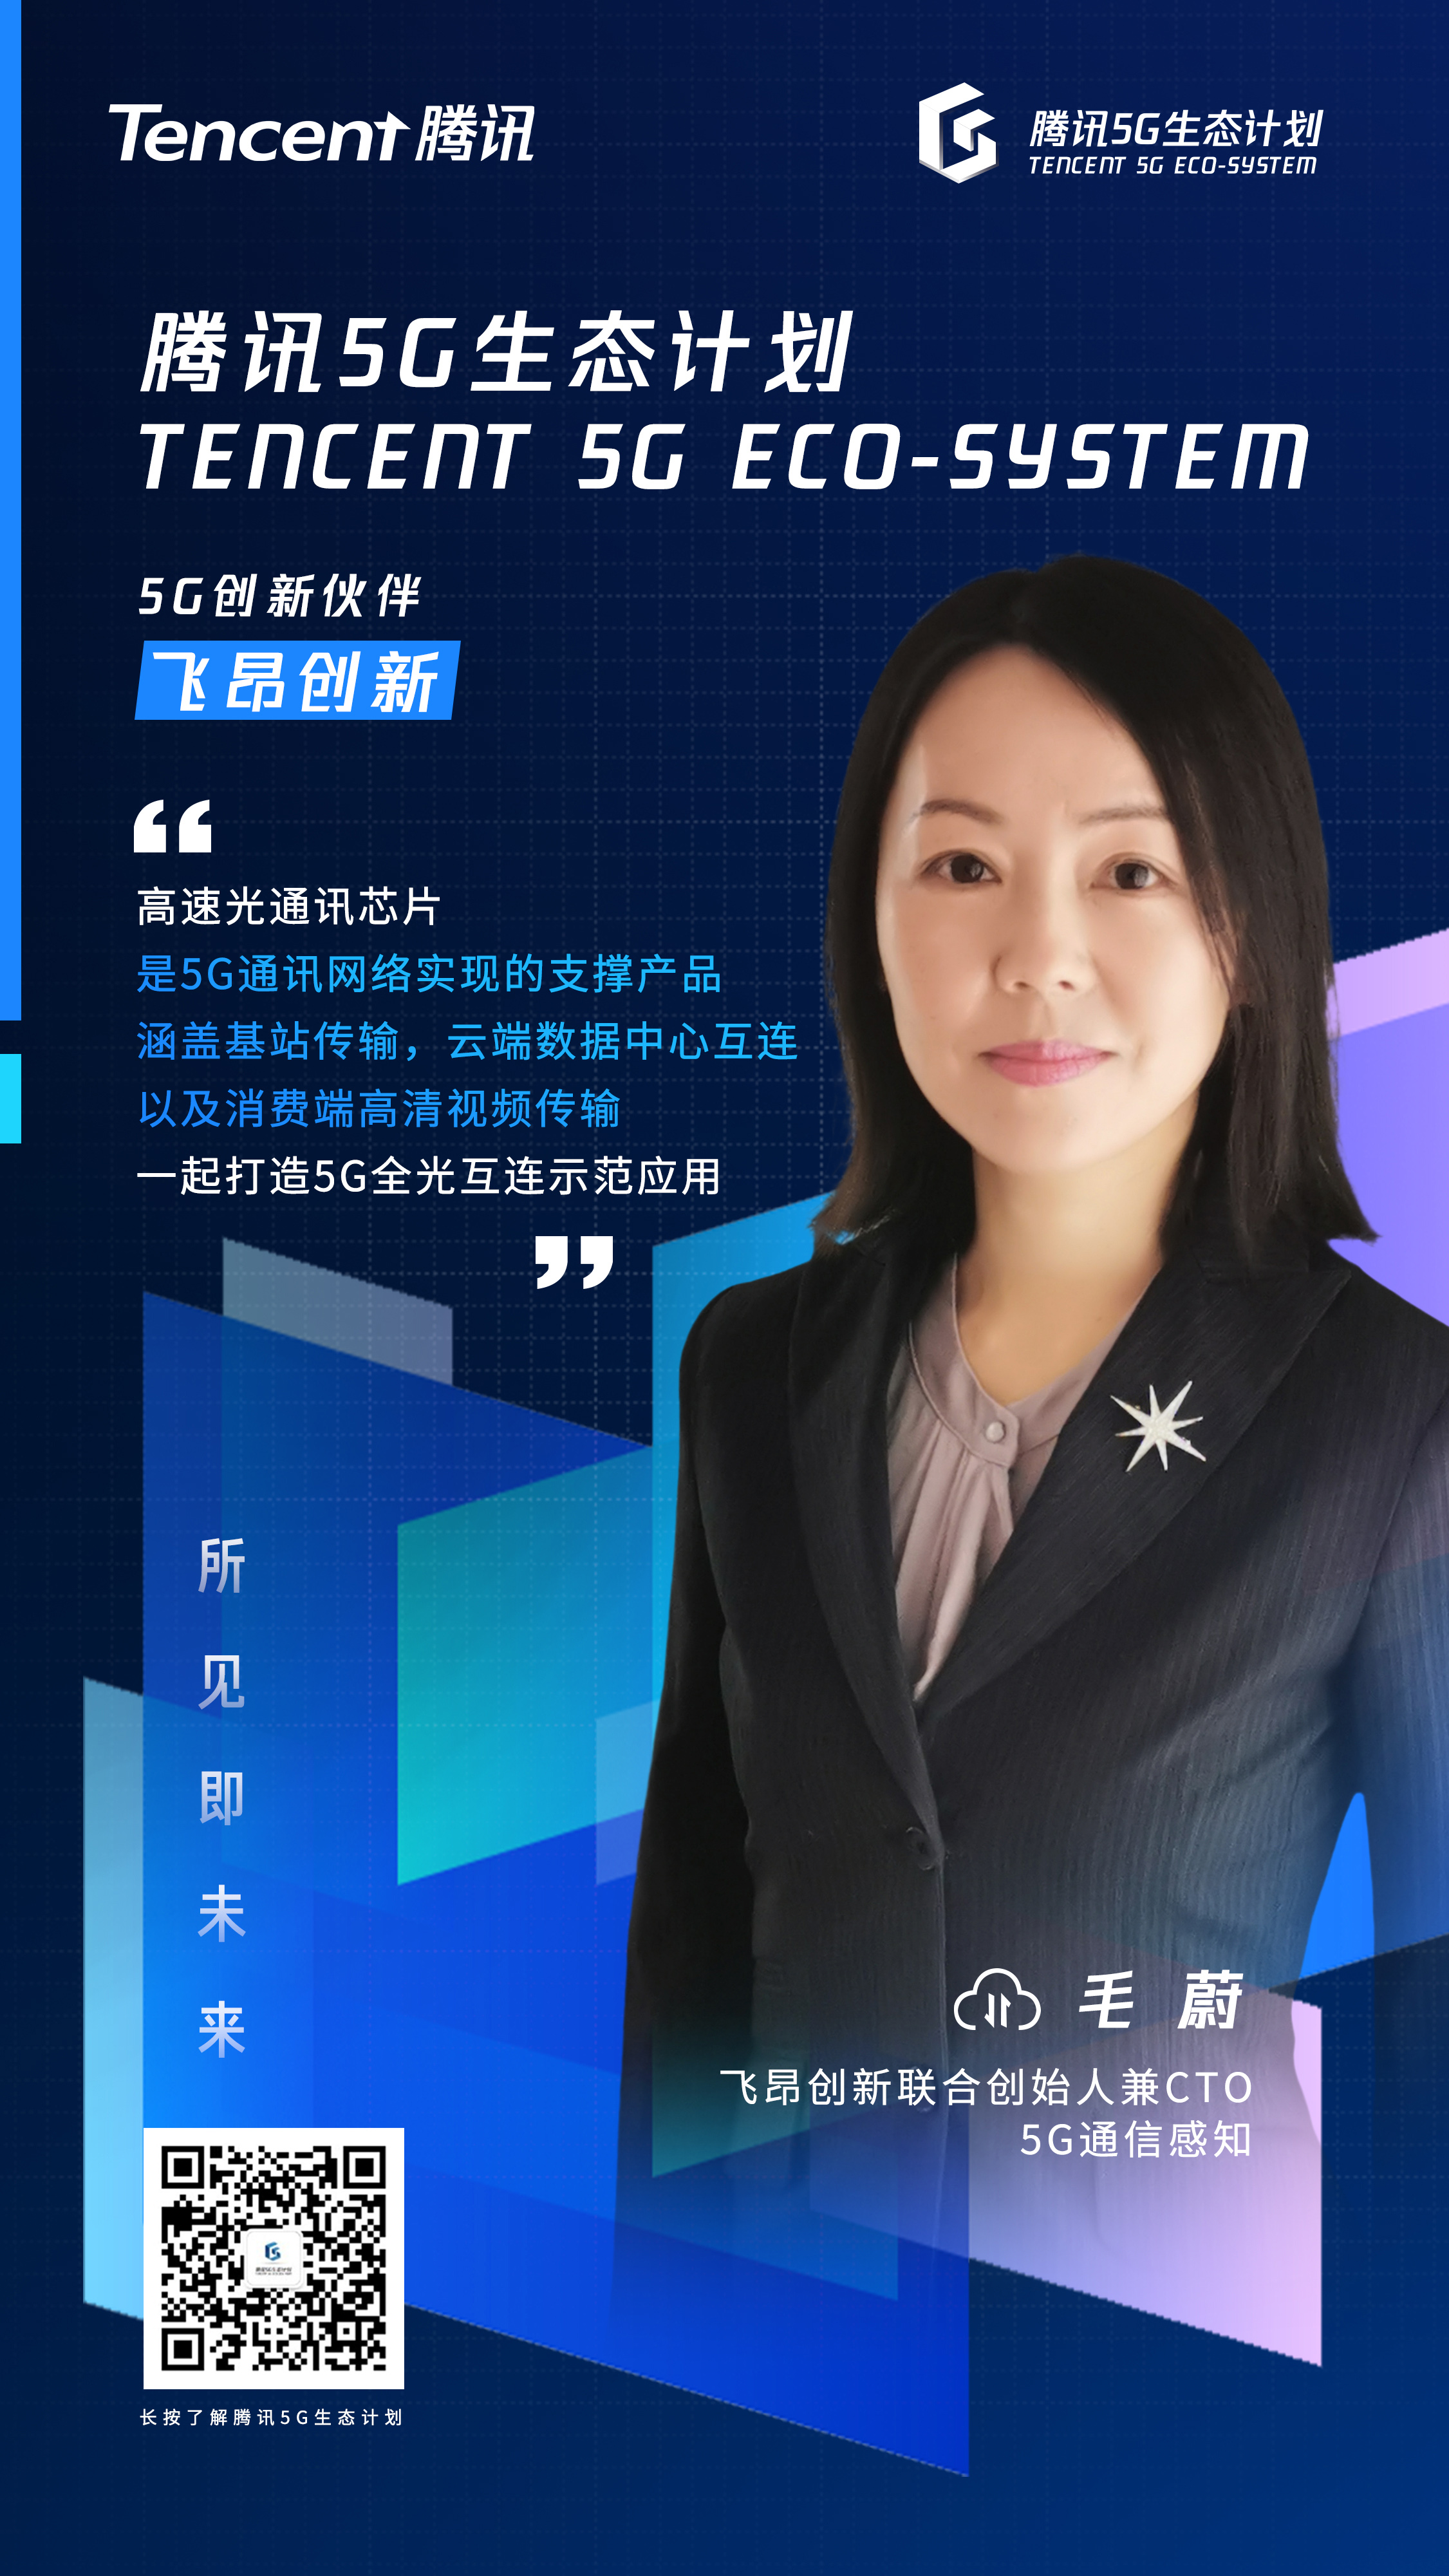 Tencent 腾讯
腾讯5G生态计划
TENCENT 5G ECO-SYSTEM
腾讯5G生态计划
TENCENT 5G ECO-SYSTEM
5G创新伙伴
飞昂创新
“
高速光通讯芯片
是5G通讯网络实现的支撑产品
涵盖基站传输，云端数据中心互连
以及消费端高清视频传输
一起打造5G全光互连示范应用
”
所见即未来
毛 蔚
飞昂创新联合创始人兼CTO
5G通信感知
长按了解腾讯5G生态计划